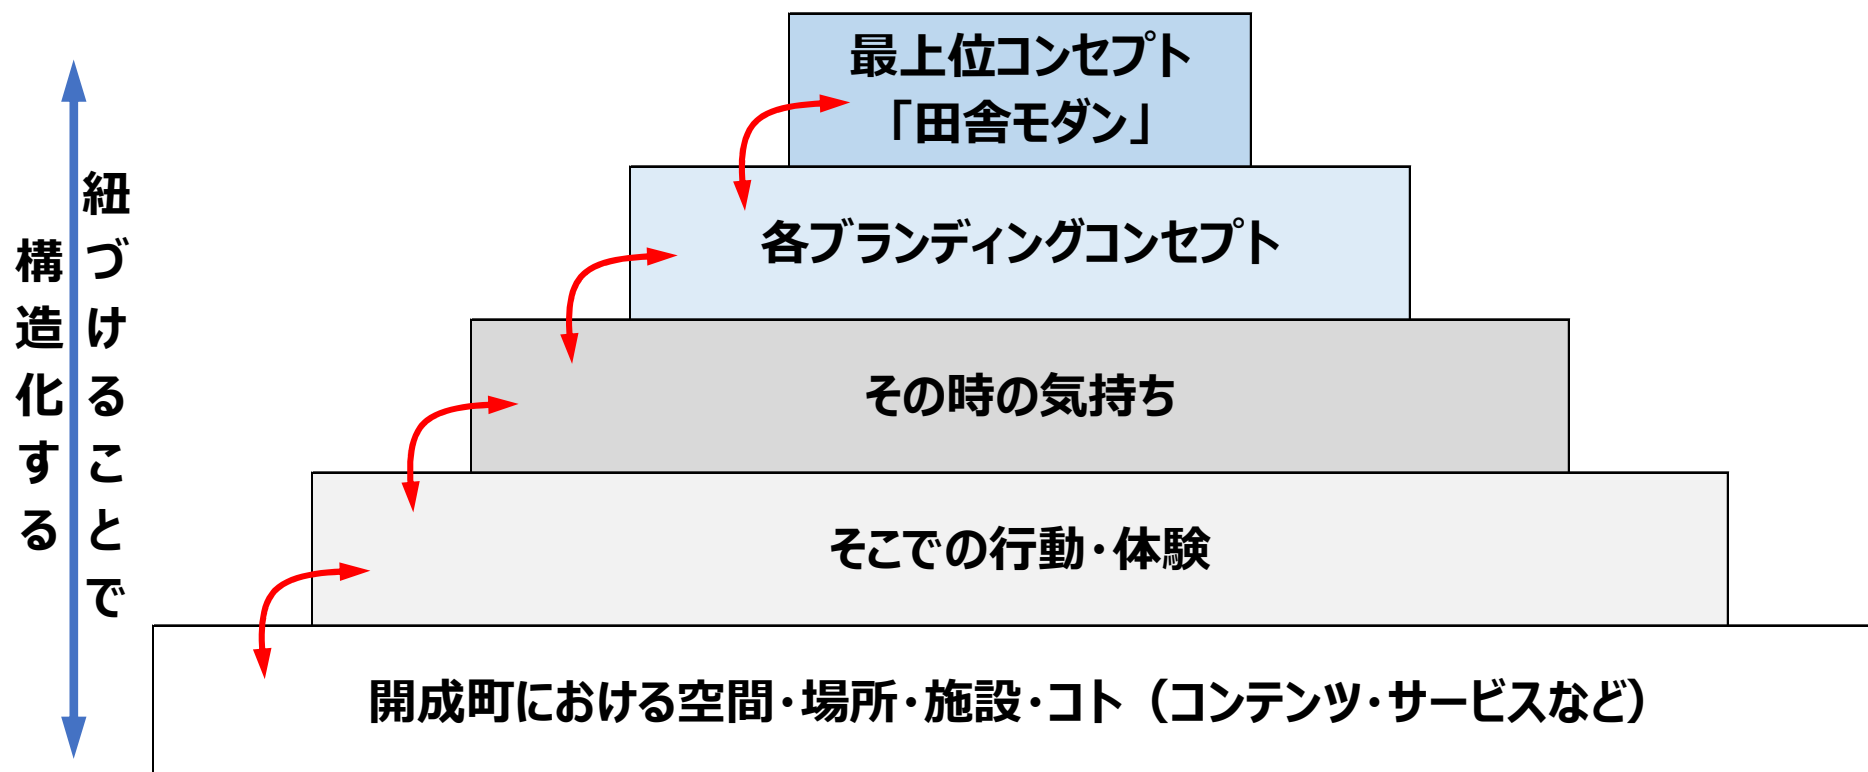 最上位コンセプト
「田舎モダン」
各ブランディングコンセプト
その時の気持ち
そこでの行動・体験
開成町における空間・場所・施設・コト（コンテンツ・サービスなど）
紐づけることで
構造化する